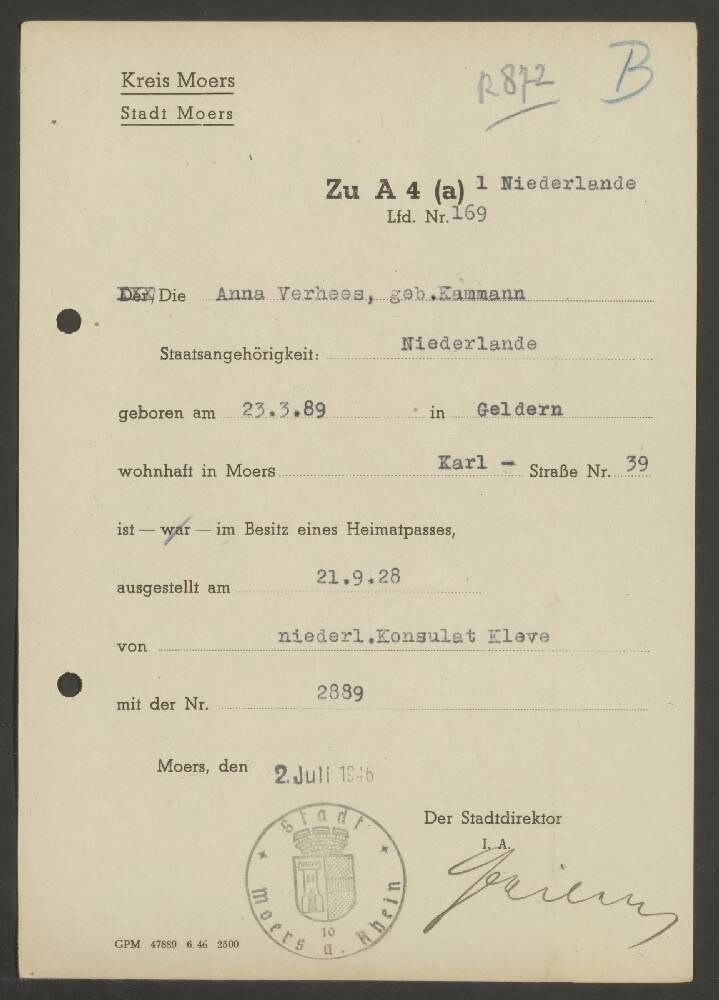 Kreis Moers
Stadt Moers
R872
B
Zu A 4 (a) 1 Niederlande
Lfd. Nr. 169
Der, Die Anna Verhees, geb. Kammann
Staatsangehörigkeit: Niederlande
geboren am 23.3.89 in Geldern
wohnhaft in Moers Karl - Straße Nr. 39
ist — war — im Besitz eines Heimatpasses,
ausgestellt am 21.9.28
von niederl. Konsulat Kleve
mit der Nr. 2889
Moers, den 2. Juli 1946
Der Stadtdirektor
I. A.
Stadt
Moers a. Rhein
10
GPM 47889 6.46 2500